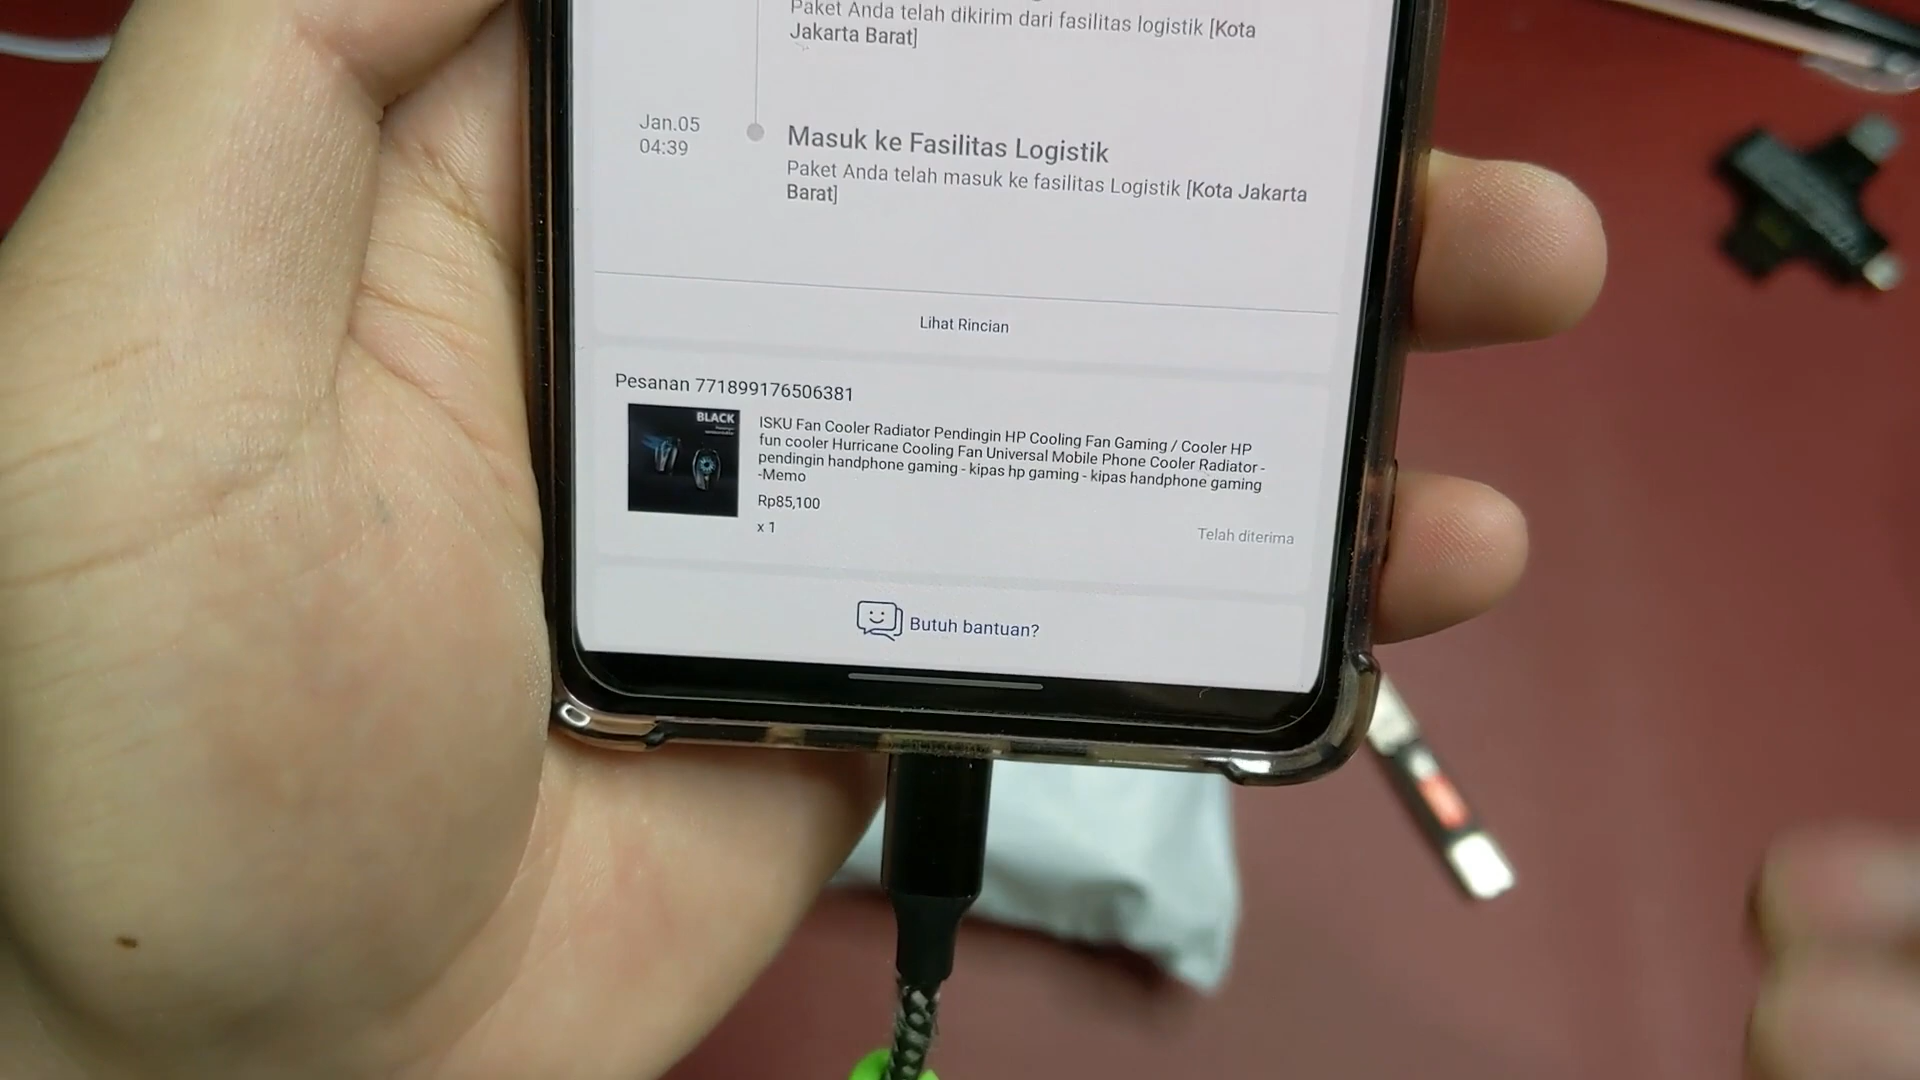 Paket Anda telah dikirim dari fasilitas logistik [Kota
Jakarta Barat]
Jan.05
04:39
Masuk ke Fasilitas Logistik
Paket Anda telah masuk ke fasilitas Logistik [Kota Jakarta
Barat]
Lihat Rincian
Pesanan 771899176506381
BLACK
ISKU Fan Cooler Radiator Pendingin HP Cooling Fan Gaming / Cooler HP
fun cooler Hurricane Cooling Fan Universal Mobile Phone Cooler Radiator -
pendingin handphone gaming - kipas hp gaming - kipas handphone gaming
-Memo
Rp85,100
x 1
Telah diterima
Butuh bantuan?